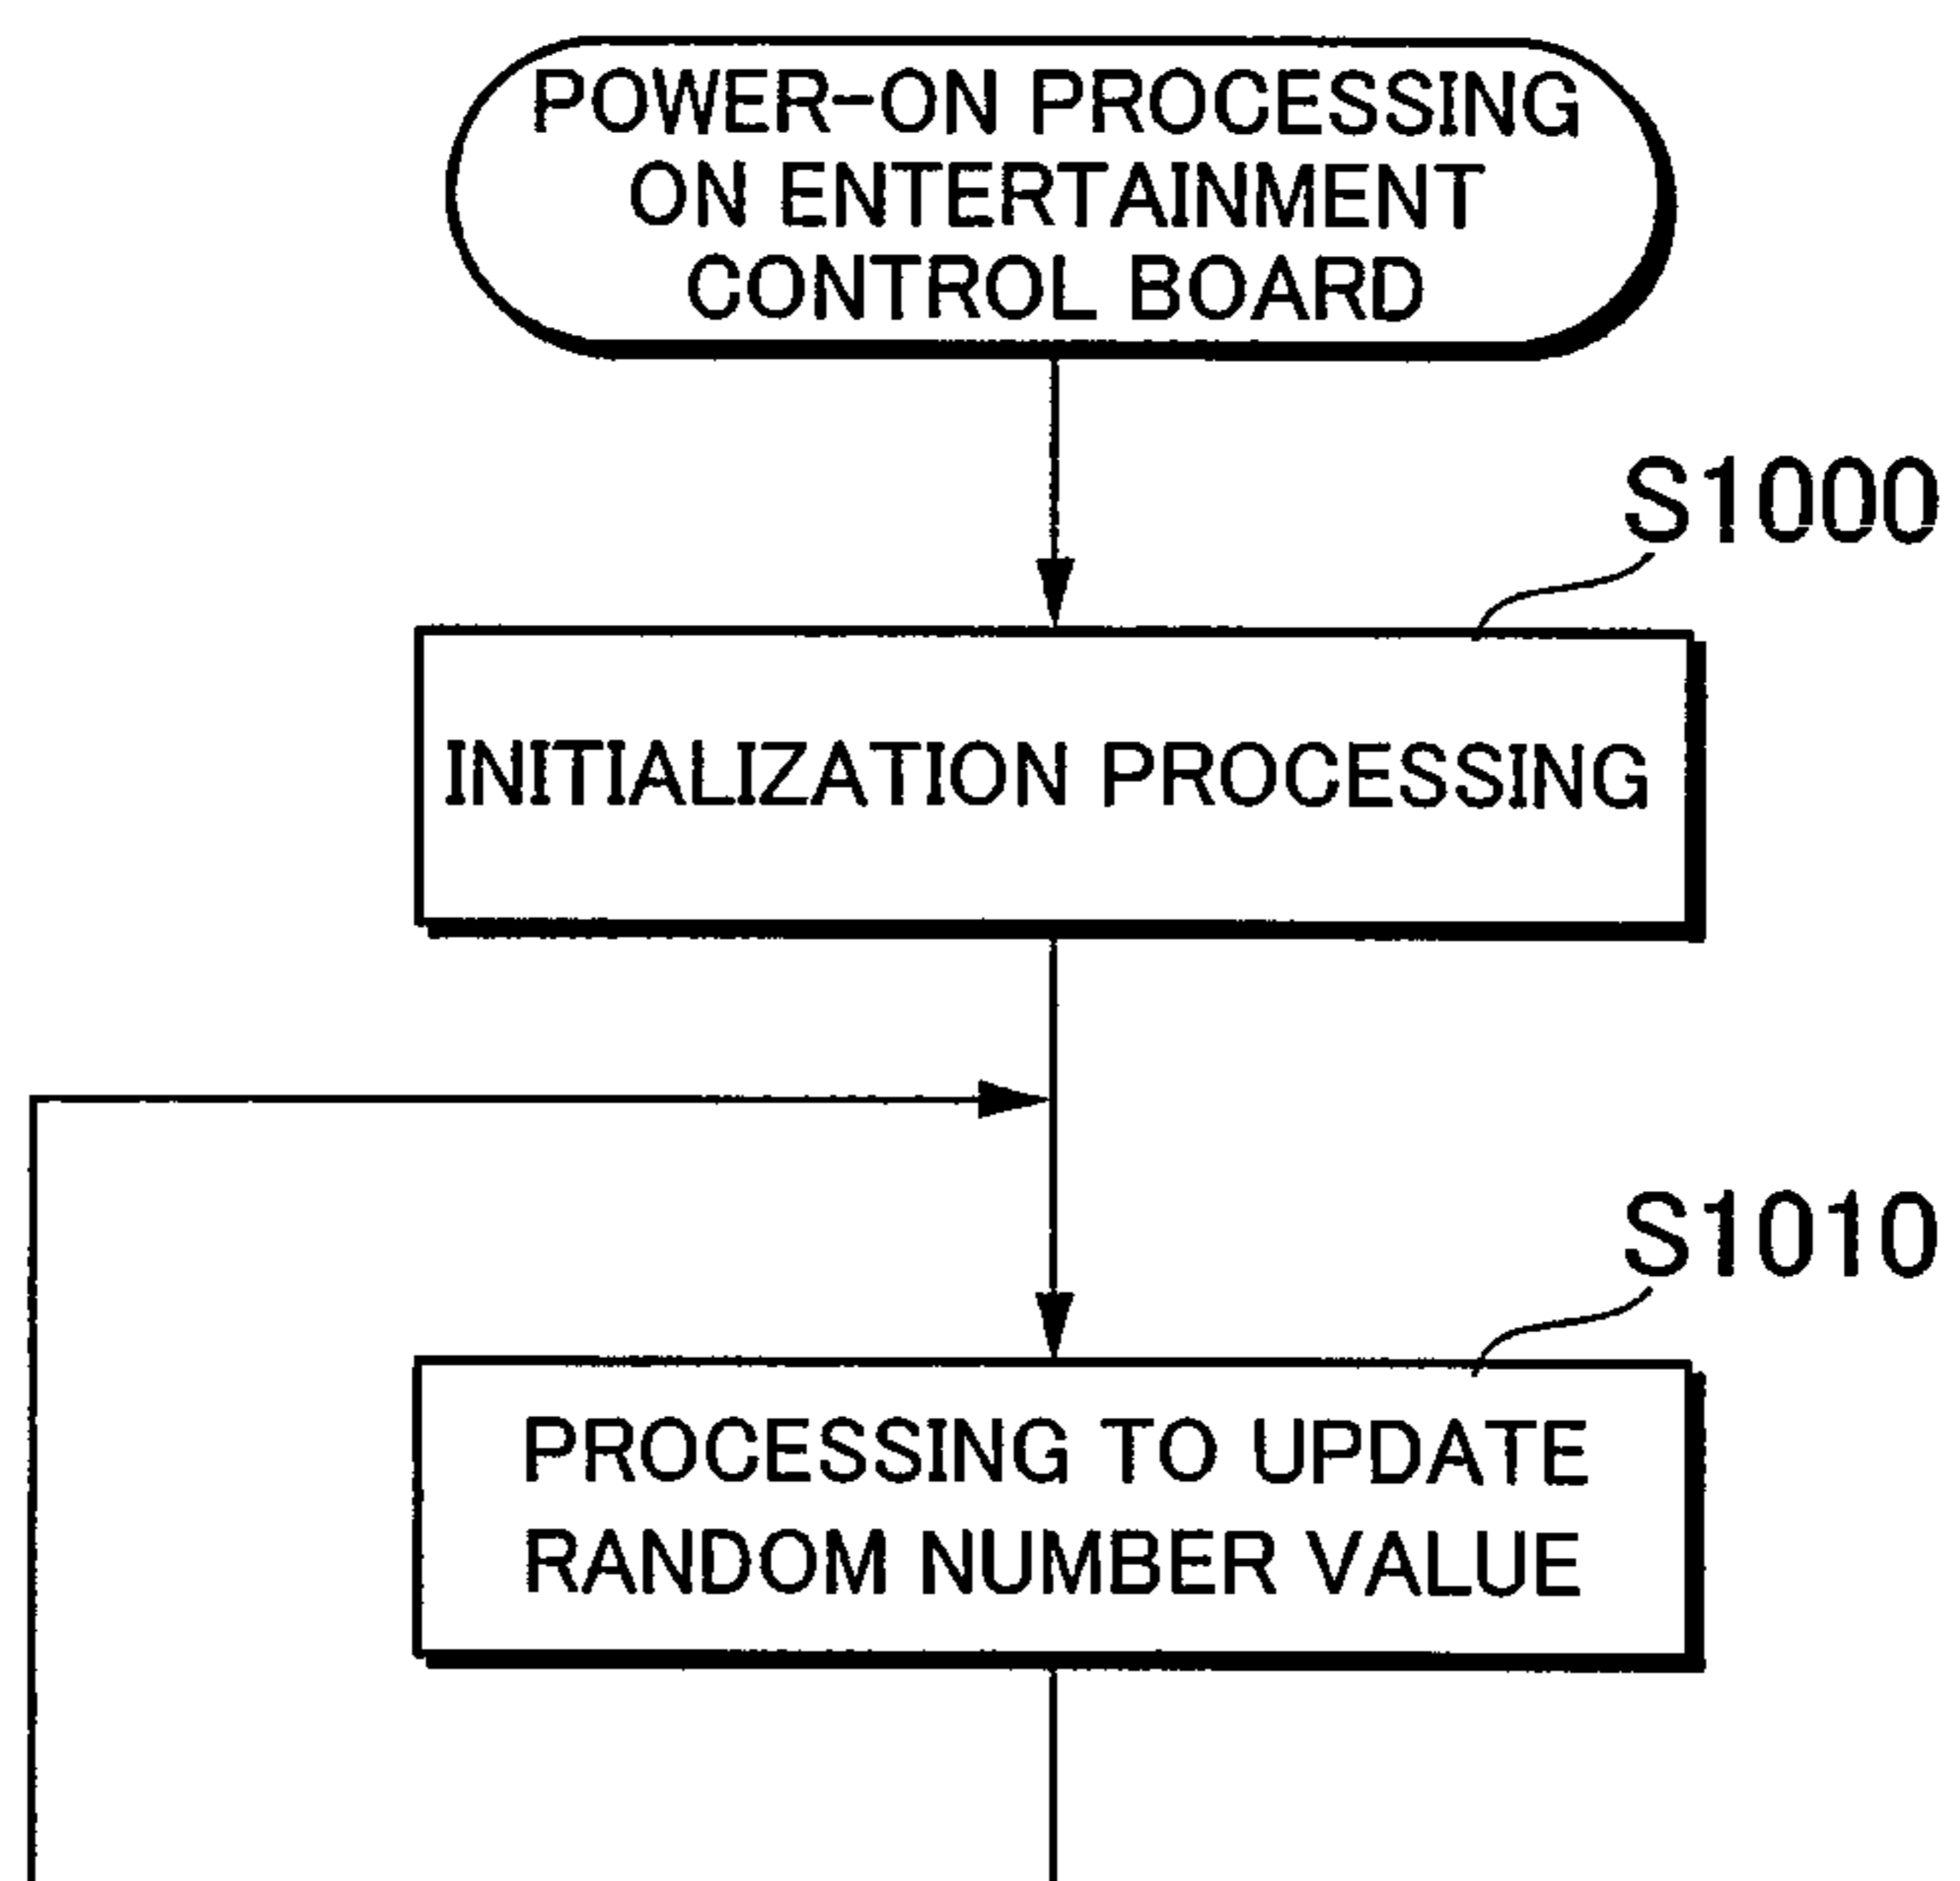 POWER-ON PROCESSING
ON ENTERTAINMENT
CONTROL BOARD
S1000
INITIALIZATION PROCESSING
S1010
PROCESSING TO UPDATE
RANDOM NUMBER VALUE